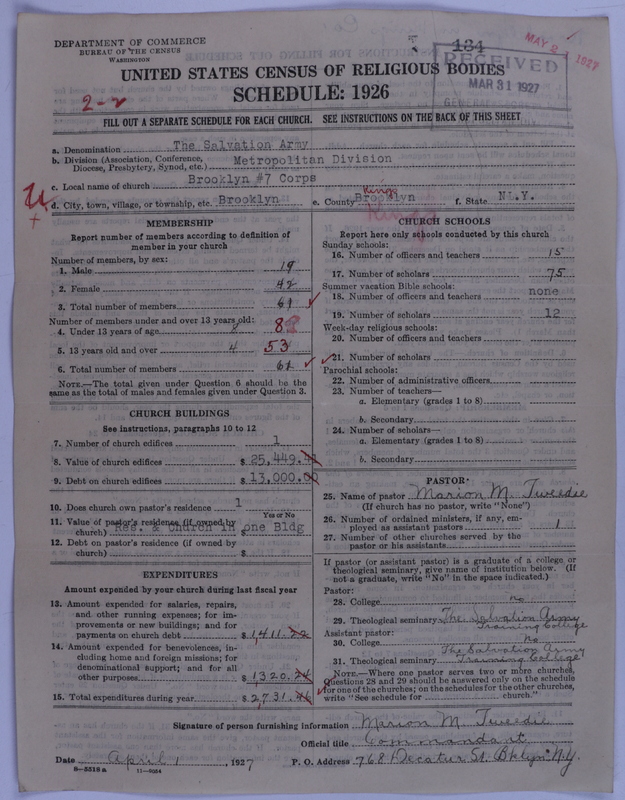 DEPARTMENT OF COMMERCE
BUREAU OF THE CENSUS
WASHINGTON
134
MAY 2 1927
RECEIVED
MAR 31 1927
UNITED STATES CENSUS OF RELIGIOUS BODIES
SCHEDULE: 1926
2-2
FILL OUT A SEPARATE SCHEDULE FOR EACH CHURCH. SEE INSTRUCTIONS ON THE BACK OF THIS SHEET
a. Denomination The Salvation Army
b. Division (Association, Conference, Diocese, Presbytery, Synod, etc.) Metropolitan Division
c. Local name of church Brooklyn #7 Corps
d. City, town, village, or township, etc. Brooklyn e. County Brooklyn Kings f. State N.Y.
MEMBERSHIP
Report number of members according to definition of
member in your church
Number of members, by sex:
1. Male 19
2. Female 42
3. Total number of members 61
Number of members under and over 13 years old:
4. Under 13 years of age 8
5. 13 years old and over 53
6. Total number of members 61
NOTE.—The total given under Question 6 should be the
same as the total of males and females given under Question 3.
CHURCH BUILDINGS
See instructions, paragraphs 10 to 12
7. Number of church edifices 1
8. Value of church edifices $ 25,449.
9. Debt on church edifices $ 13,000.00
10. Does church own pastor's residence 1
Yes or No
11. Value of pastor's residence (if owned by
church) $ Res. & Church in one Bldg
12. Debt on pastor's residence (if owned by
church) $
EXPENDITURES
Amount expended by your church during last fiscal year
13. Amount expended for salaries, repairs,
and other running expenses; for im-
provements or new buildings; and for
payments on church debt $ 1,411.
14. Amount expended for benevolences, in-
cluding home and foreign missions; for
denominational support; and for all
other purposes $ 1320.
15. Total expenditures during year $ 2731.
CHURCH SCHOOLS
Report here only schools conducted by this church
Sunday schools:
16. Number of officers and teachers 15
17. Number of scholars 75
Summer vacation Bible schools:
18. Number of officers and teachers none
19. Number of scholars 12
Week-day religious schools:
20. Number of officers and teachers
21. Number of scholars
Parochial schools:
22. Number of administrative officers
23. Number of teachers—
a. Elementary (grades 1 to 8)
b. Secondary
24. Number of scholars—
a. Elementary (grades 1 to 8)
b. Secondary
PASTOR
25. Name of pastor Marion M. Tweedie
(If church has no pastor, write "None")
26. Number of ordained ministers, if any, em-
ployed as assistant pastors 1
27. Number of other churches served by the
pastor or his assistants
If pastor (or assistant pastor) is a graduate of a college or
theological seminary, give name of institution below. (If
not a graduate, write "No" in the space indicated.)
Pastor:
28. College no
29. Theological seminary The Salvation Army Training College
Assistant pastor:
30. College no
31. Theological seminary The Salvation Army Training College
NOTE.—Where one pastor serves two or more churches,
Questions 28 and 29 should be answered only on the schedule
for one of the churches; on the schedules for the other churches,
write "See schedule for church."
Signature of person furnishing information Marion M. Tweedie
Official title Commandant
Date April 1, 1927 P. O. Address 768 Decatur St. Bklyn N.Y.
8—5518 a 11—9024